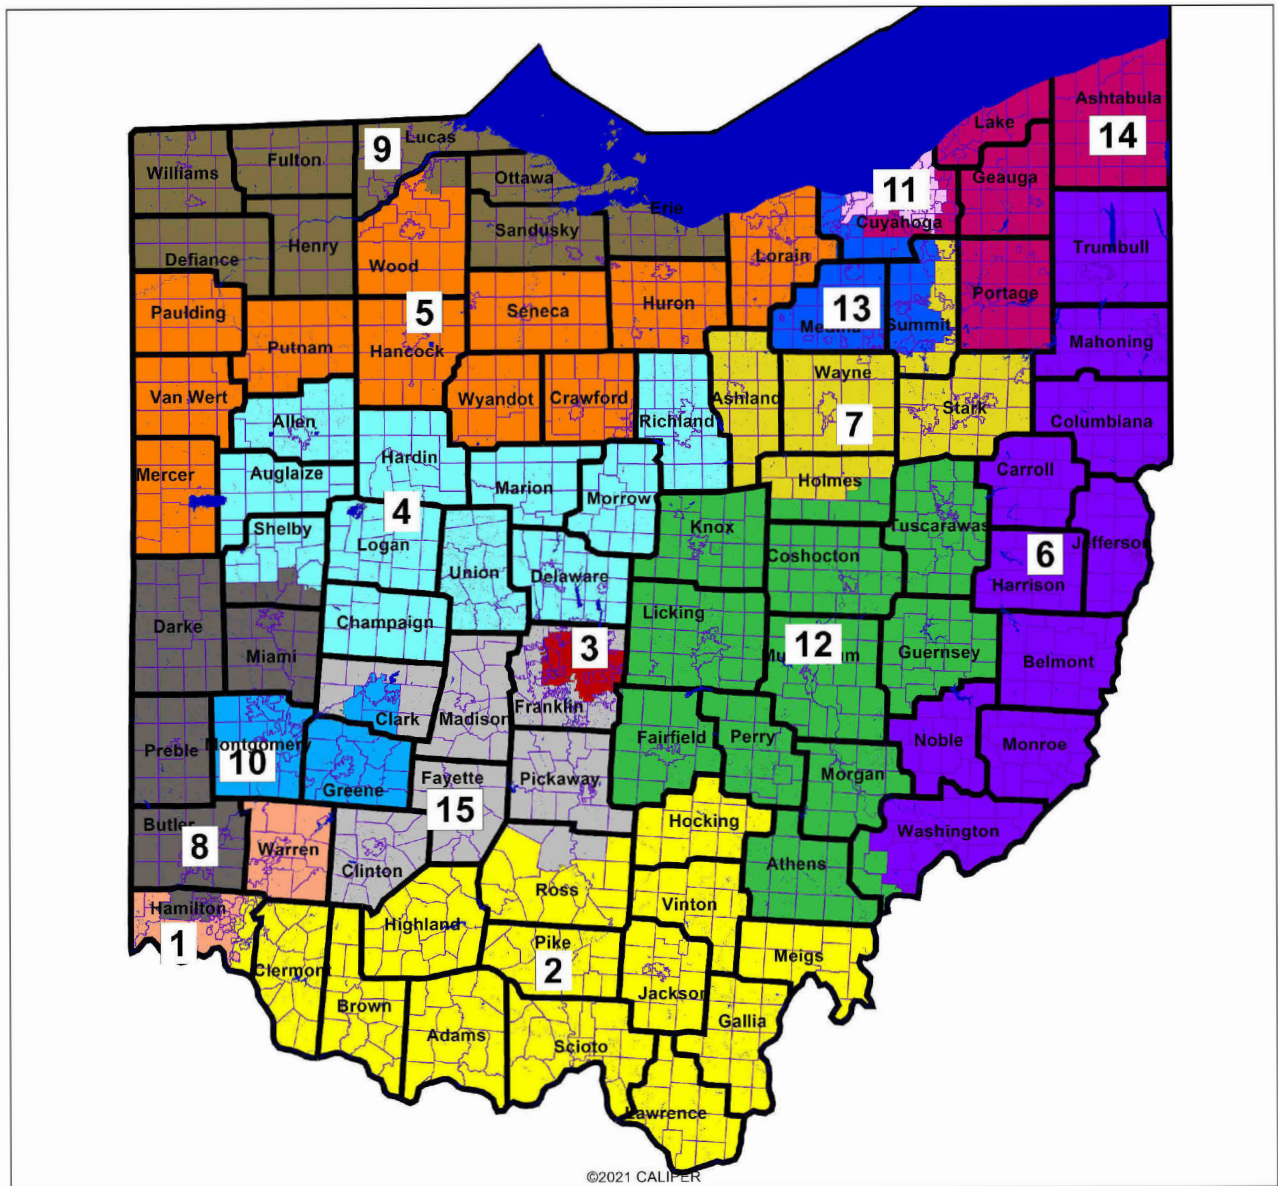 Ashtabula
14
Lake
Lucas
9
Fulton
Williams
Ottawa
Geauga
11
Erie
Cuyahoga
Sandusky
Henry
Trumbull
Defiance
Lorain
Wood
Portage
Huron
13
Seneca
5
Paulding
Summit
Mahoning
Putnam
Hancock
Wayne
Van Wert
Wyandot
Crawford
Ashland
Stark
Richland
Allen
7
Columbiana
Hardin
Carroll
Mercer
Auglaize
Marion
Holmes
Morrow
4
Shelby
Knox
Tuscarawas
Jefferson
Logan
Coshocton
6
Union
Delaware
Harrison
Licking
Champaign
Darke
3
12
Guernsey
Miami
Belmont
Franklin
Clark
Madison
Fairfield
Perry
Noble
Monroe
Preble
Montgomery
10
Morgan
Fayette
Pickaway
Greene
15
Hocking
Butler
Washington
8
Warren
Clinton
Athens
Ross
Hamilton
Vinton
Highland
1
Pike
2
Meigs
Clermont
Jackson
Brown
Gallia
Adams
Scioto
Lawrence
©2021 CALIPER